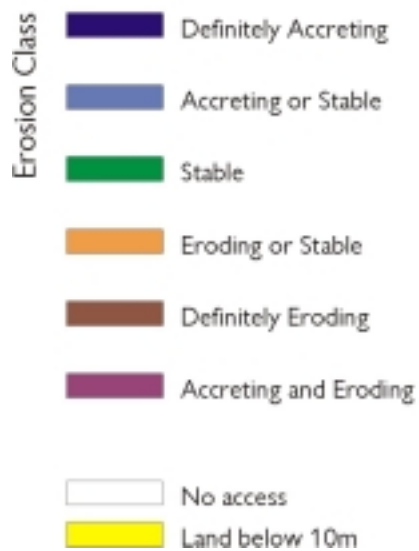 Erosion Class
Definitely Accreting
Accreting or Stable
Stable
Eroding or Stable
Definitely Eroding
Accreting and Eroding
No access
Land below 10m